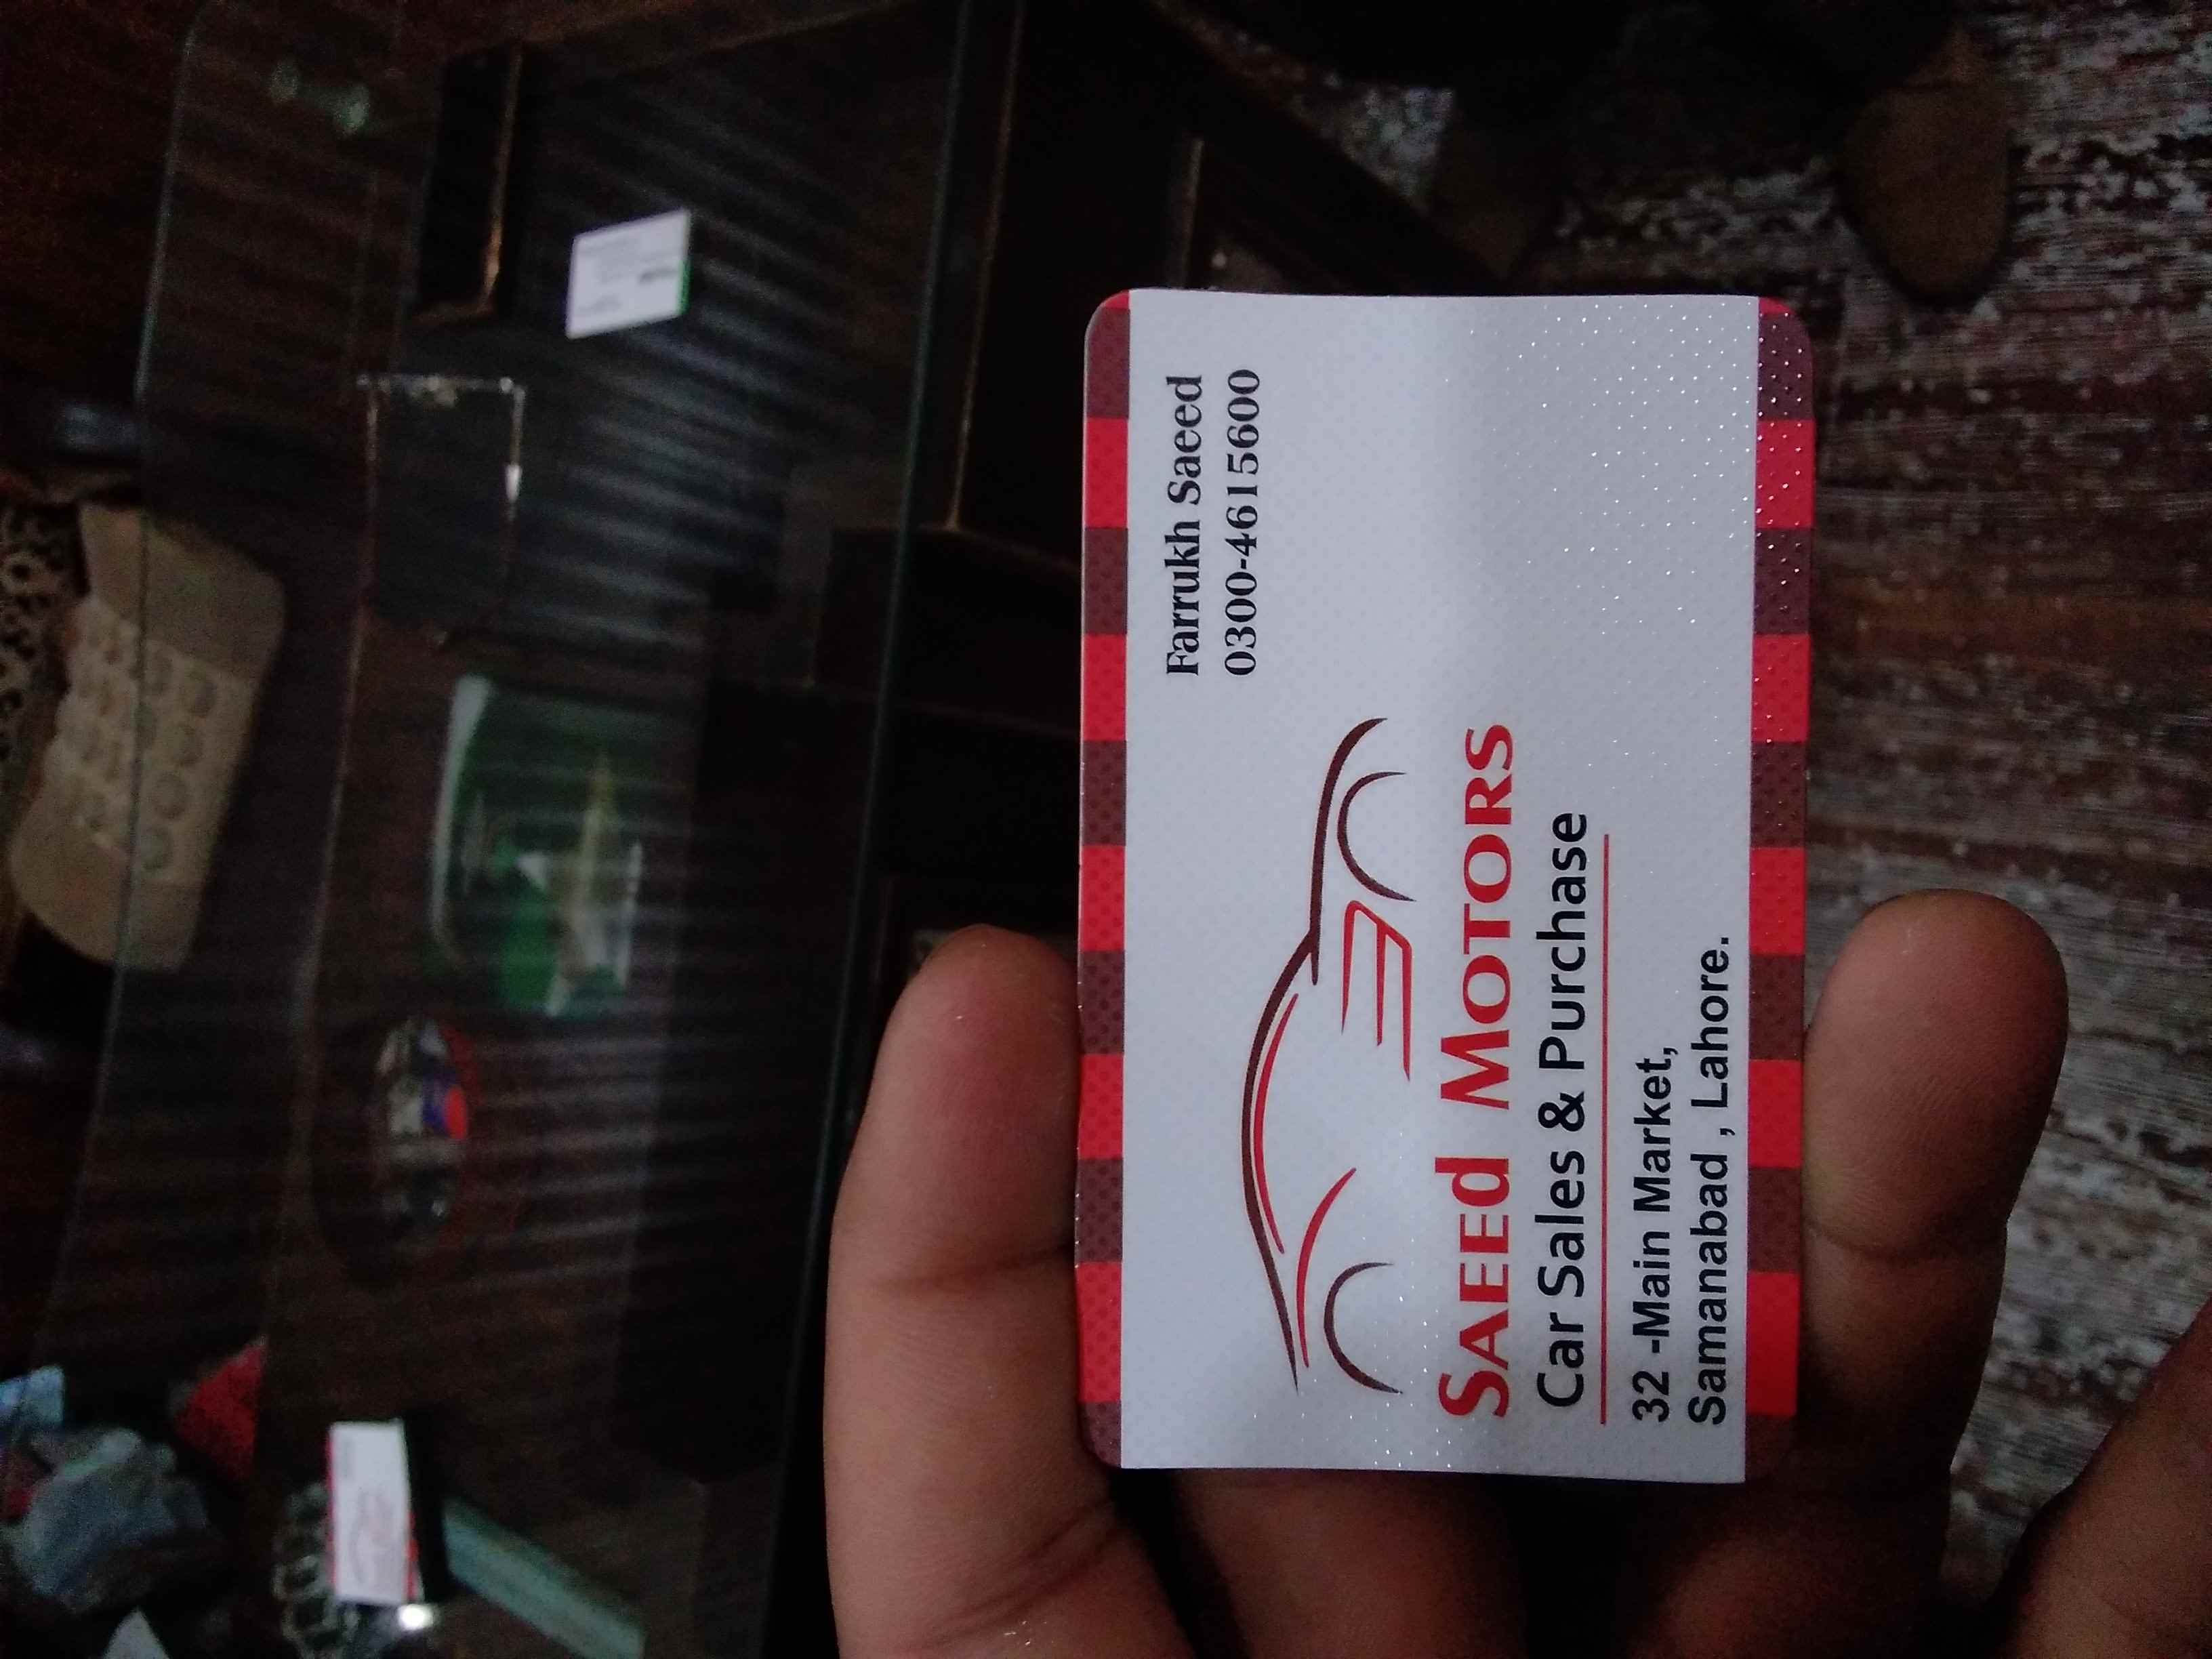 Farrukh Saeed
0300-4615600
SAEEd MOTORS
Car Sales & Purchase
32 -Main Market,
Samanabad , Lahore.